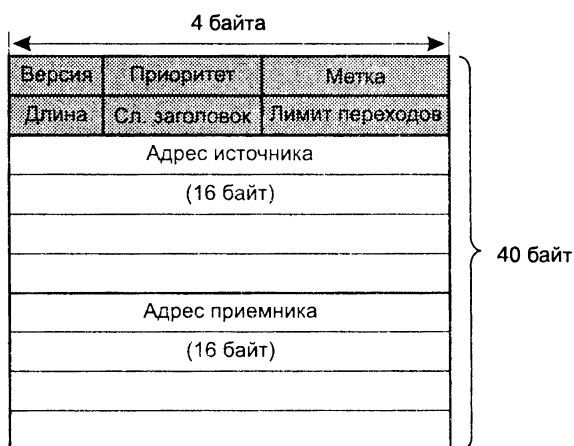 4 байта
Версия Приоритет Метка
Длина Сл. заголовок Лимит переходов
Адрес источника
(16 байт)
40 байт
Адрес приемника
(16 байт)